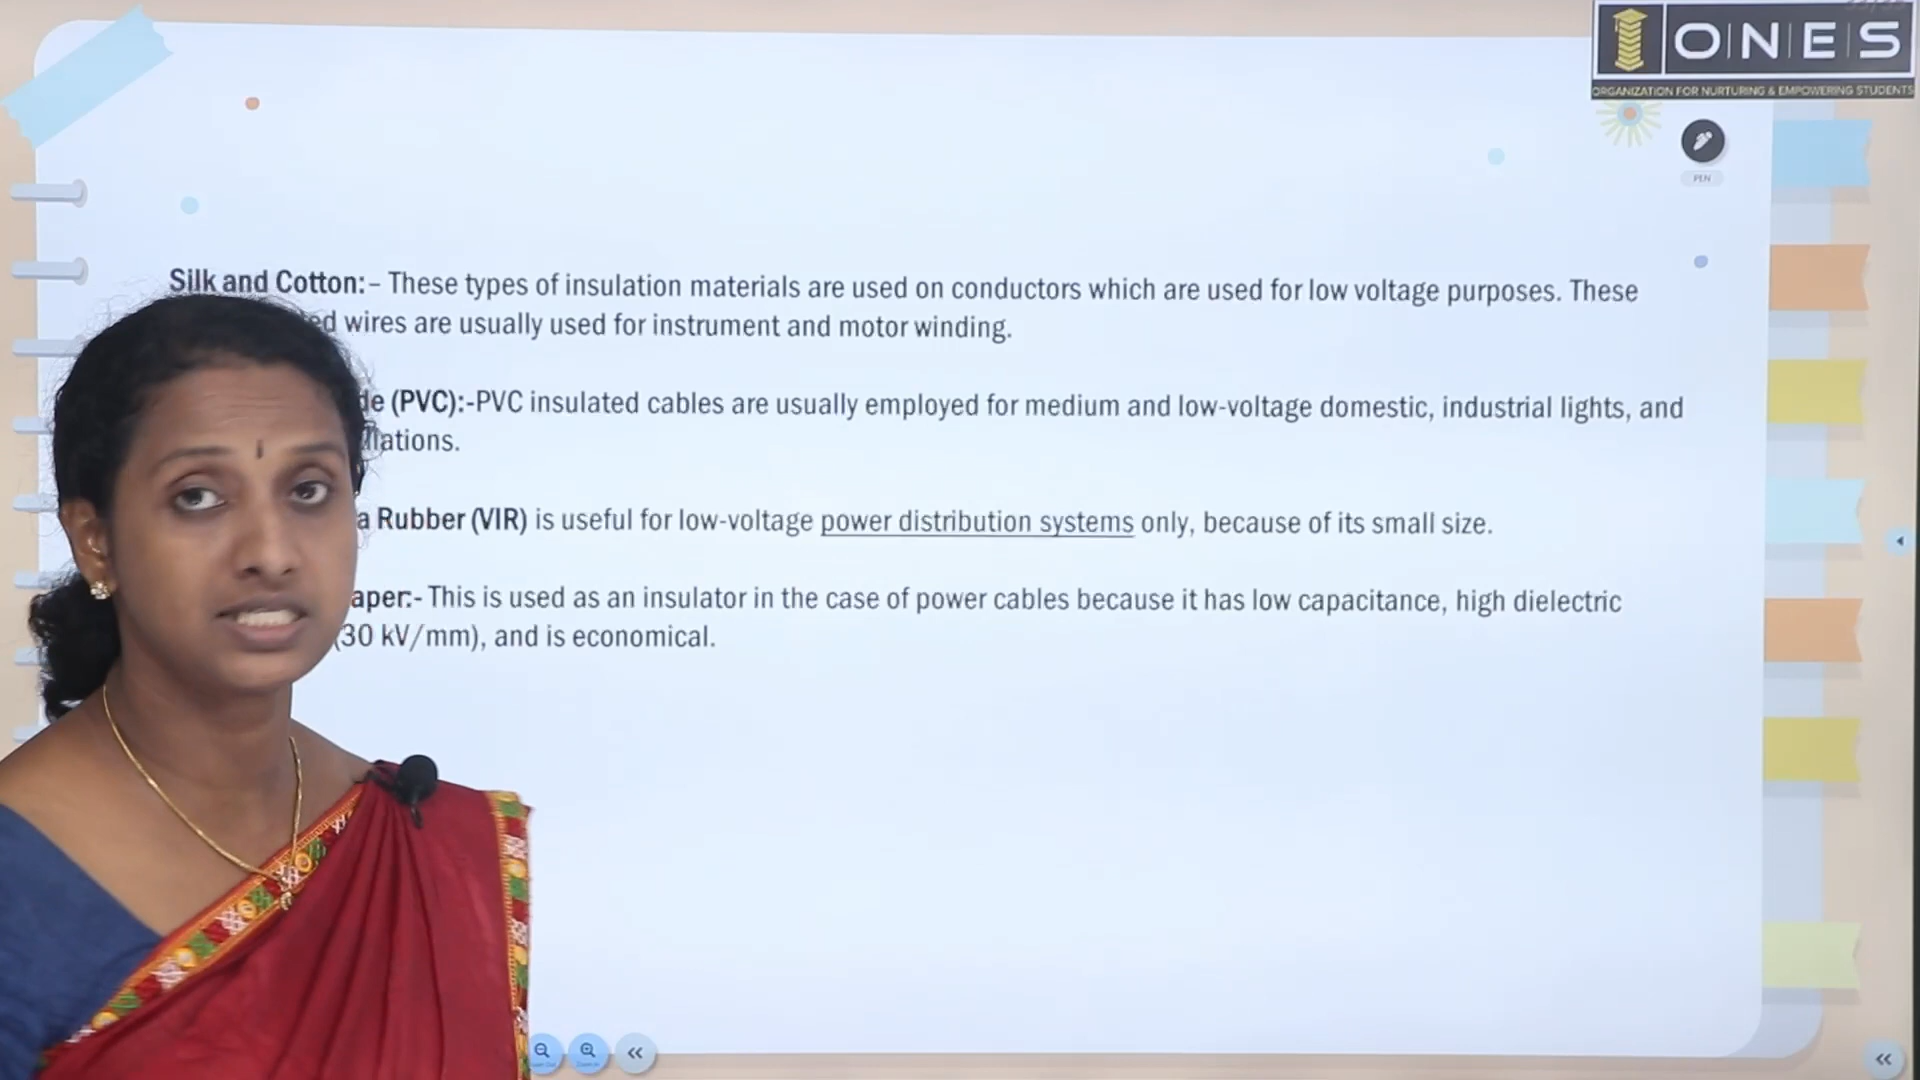 ONES
ORGANIZATION FOR NURTURING & EMPOWERING STUDENTS
PEN
Silk and Cotton:– These types of insulation materials are used on conductors which are used for low voltage purposes. These
wires are usually used for instrument and motor winding.
(PVC):-PVC insulated cables are usually employed for medium and low-voltage domestic, industrial lights, and
Rubber (VIR) is useful for low-voltage power distribution systems only, because of its small size.
This is used as an insulator in the case of power cables because it has low capacitance, high dielectric
(30 kV/mm), and is economical.